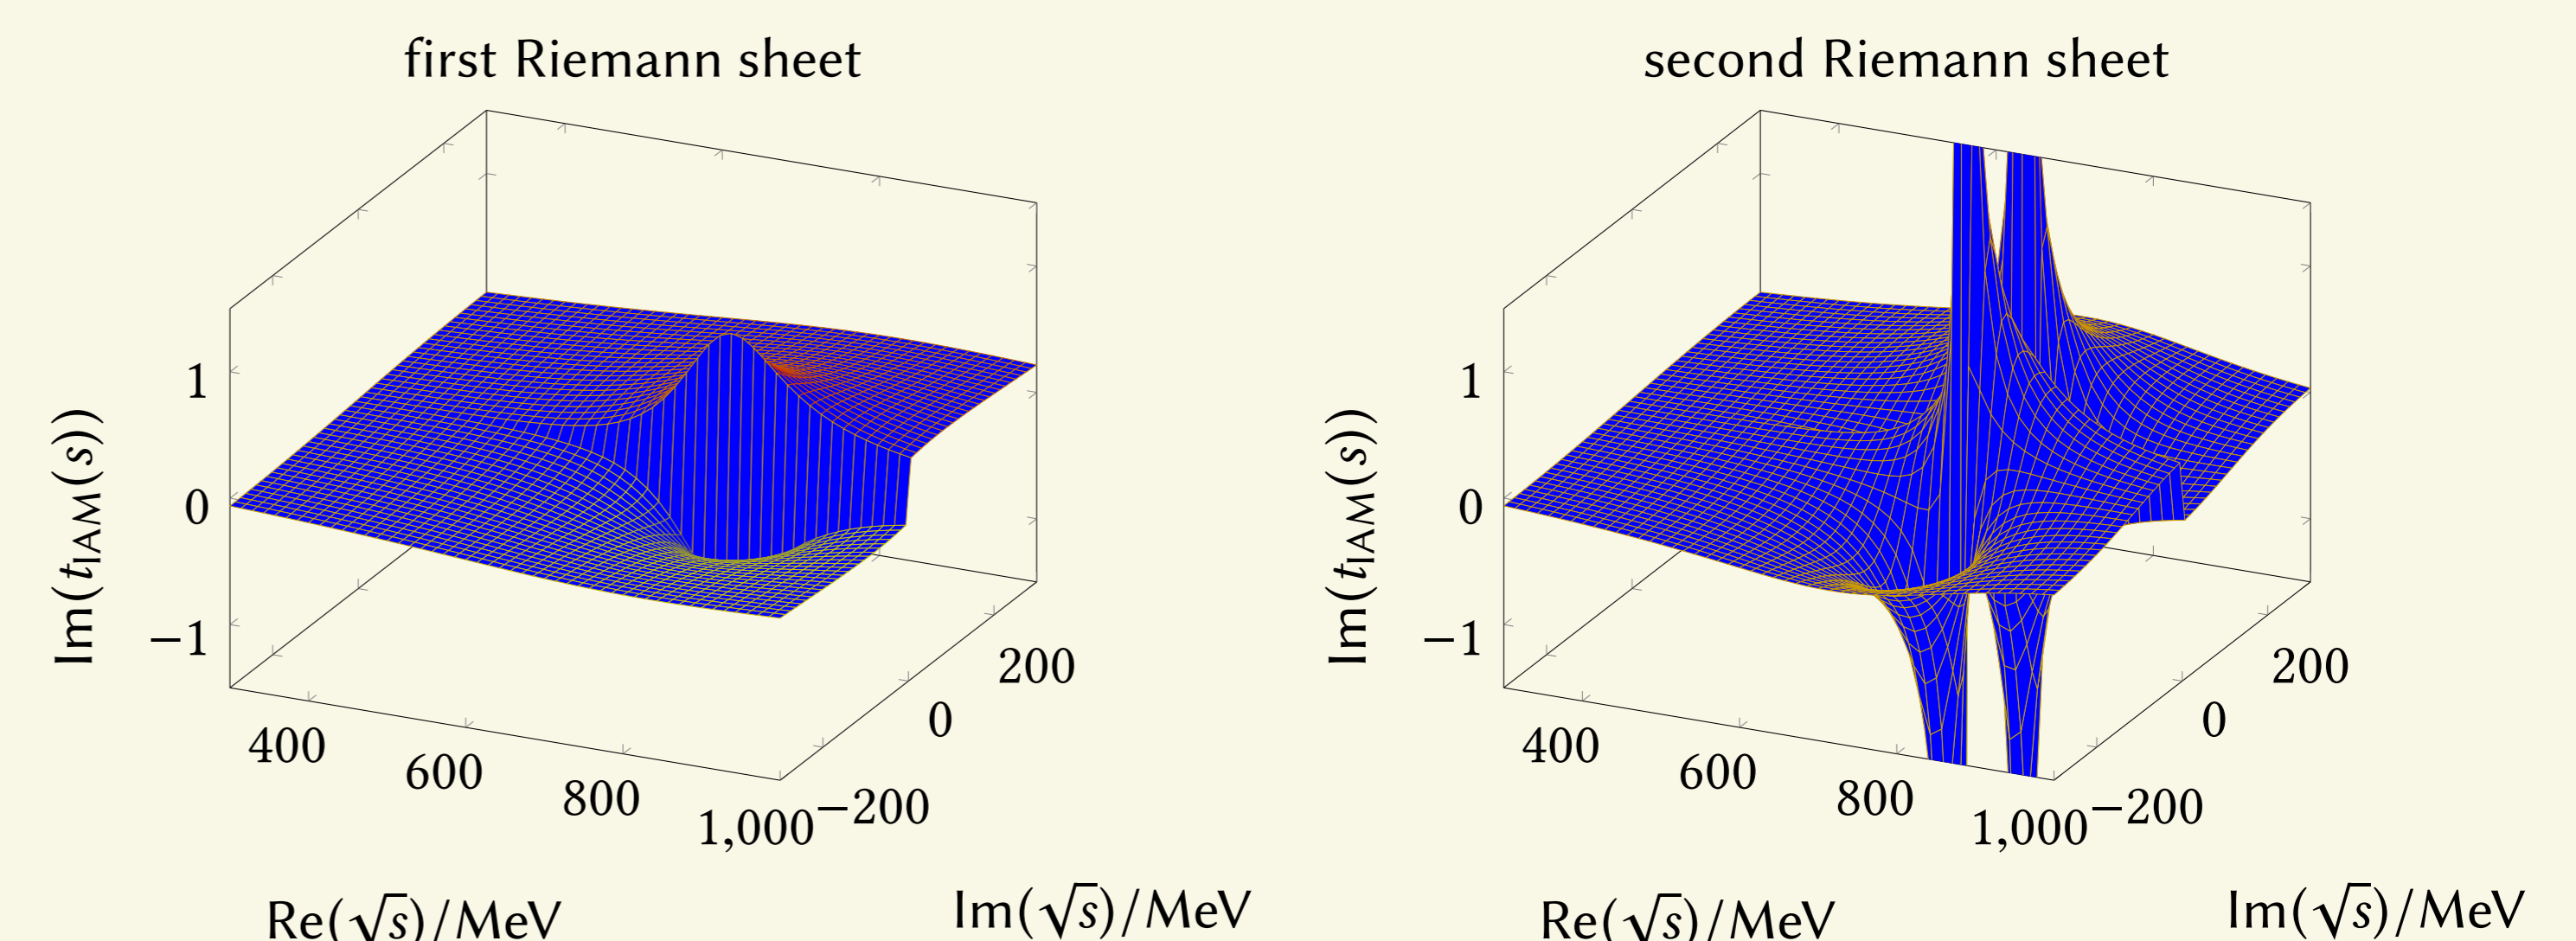 first Riemann sheet
1
0
−1
Im(t_IAM(s))
400
600
800
1,000
−200
0
200
Re(√s)/MeV
Im(√s)/MeV
second Riemann sheet
1
0
−1
Im(t_IAM(s))
400
600
800
1,000
−200
0
200
Re(√s)/MeV
Im(√s)/MeV